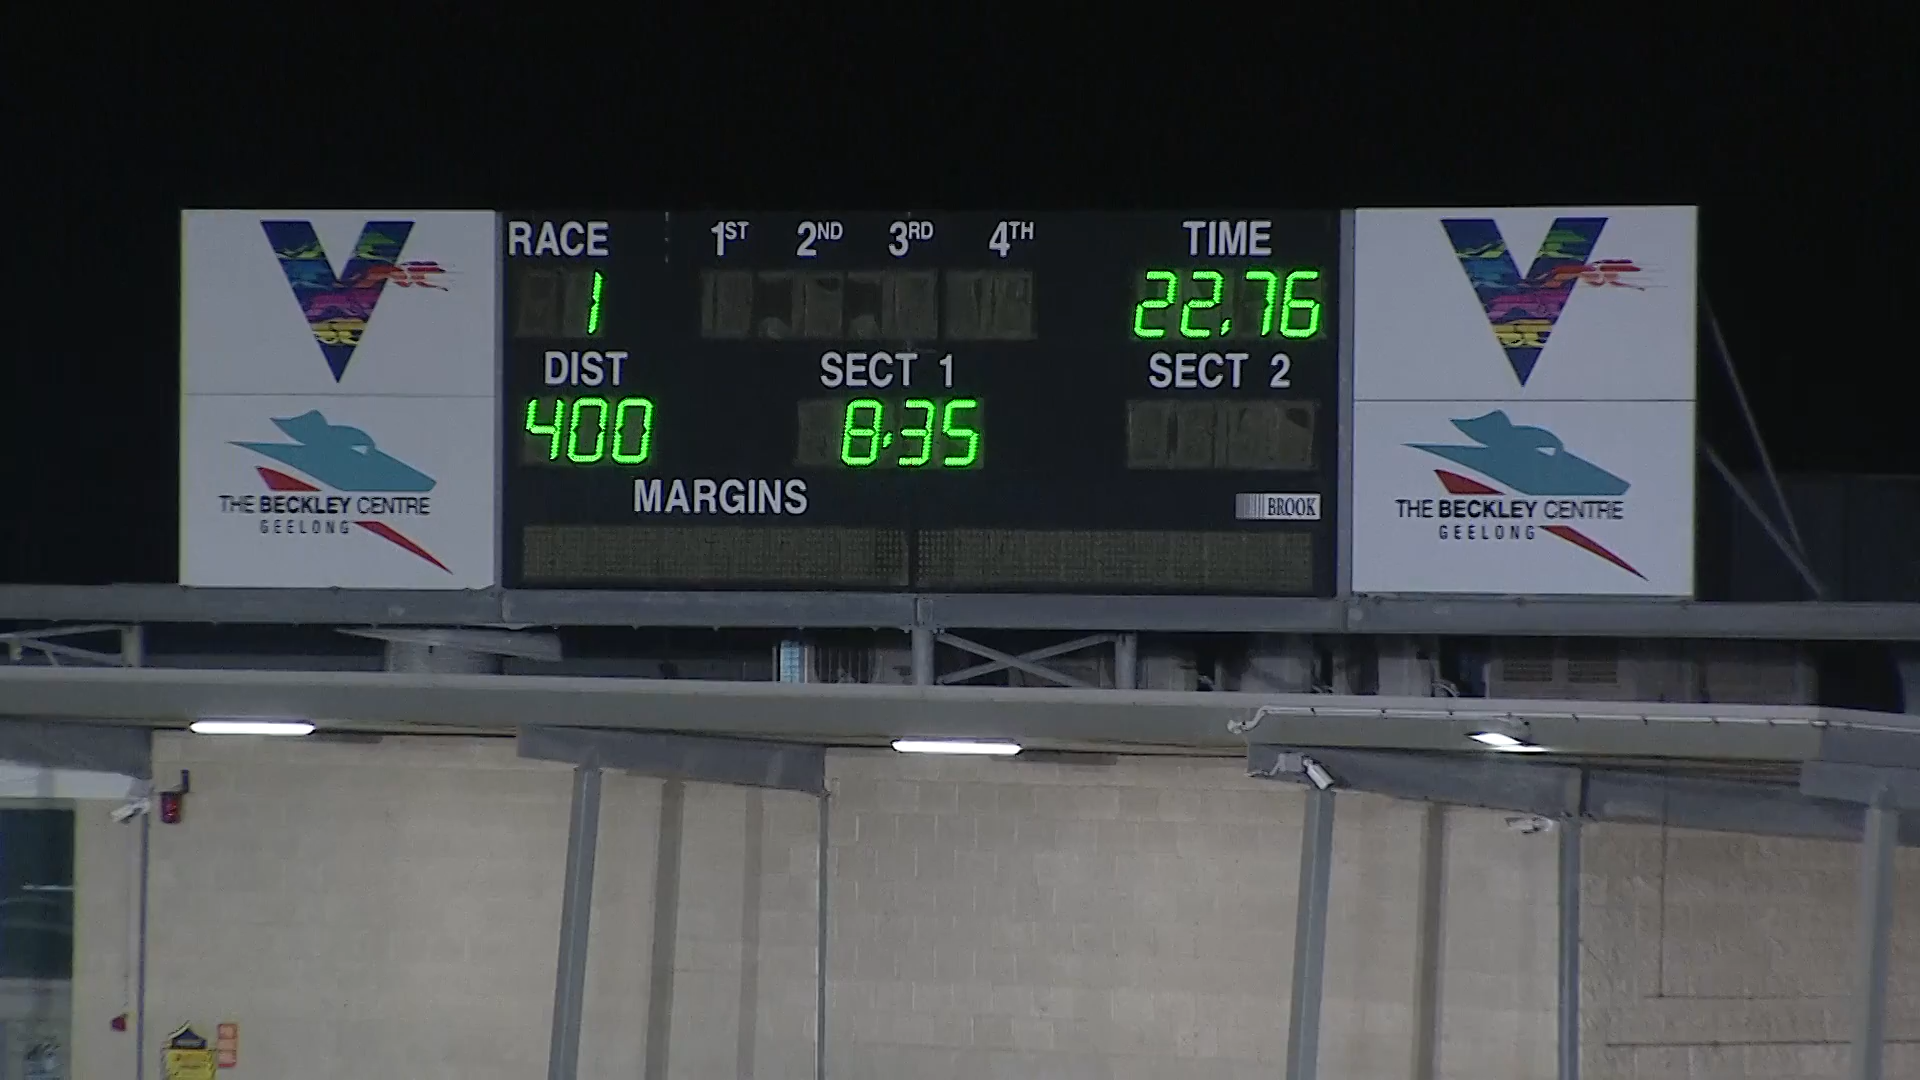 RACE 1ST 2ND 3RD 4TH TIME
1 22.76
DIST SECT 1 SECT 2
400 8.35
MARGINS
BROOK
V
THE BECKLEY CENTRE
GEELONG
V
THE BECKLEY CENTRE
GEELONG